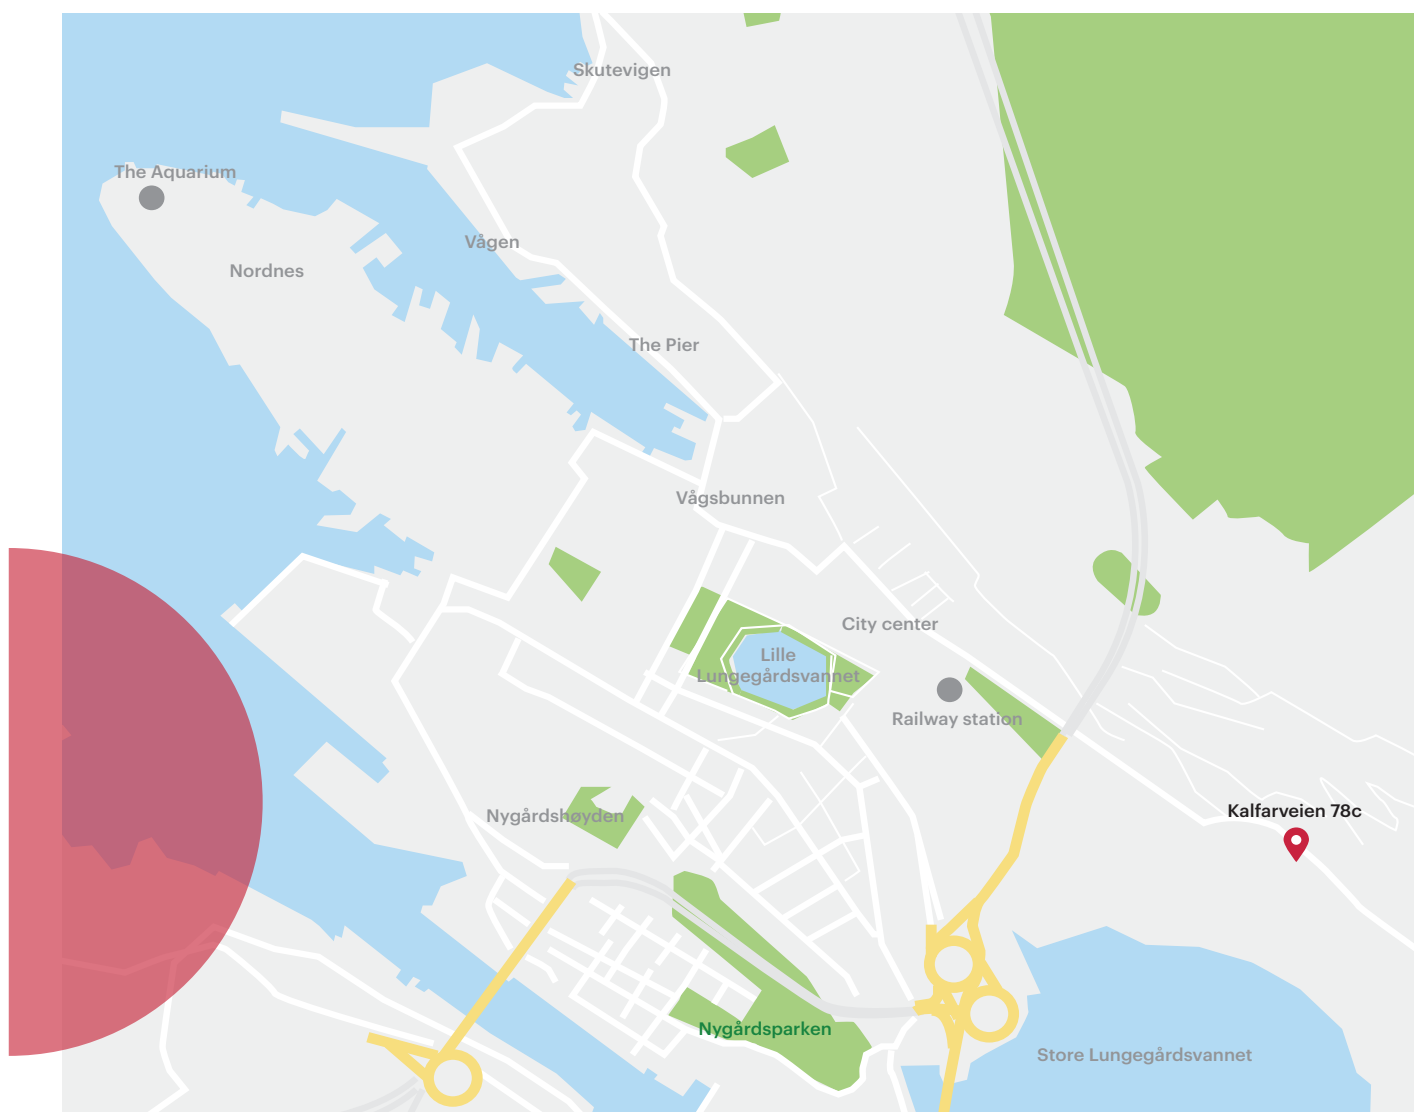 Skutevigen
The Aquarium
Vågen
Nordnes
The Pier
Vågsbunnen
City center
Lille
Lungegårdsvannet
Railway station
Kalfarveien 78c
Nygårdshøyden
Nygårdsparken
Store Lungegårdsvannet